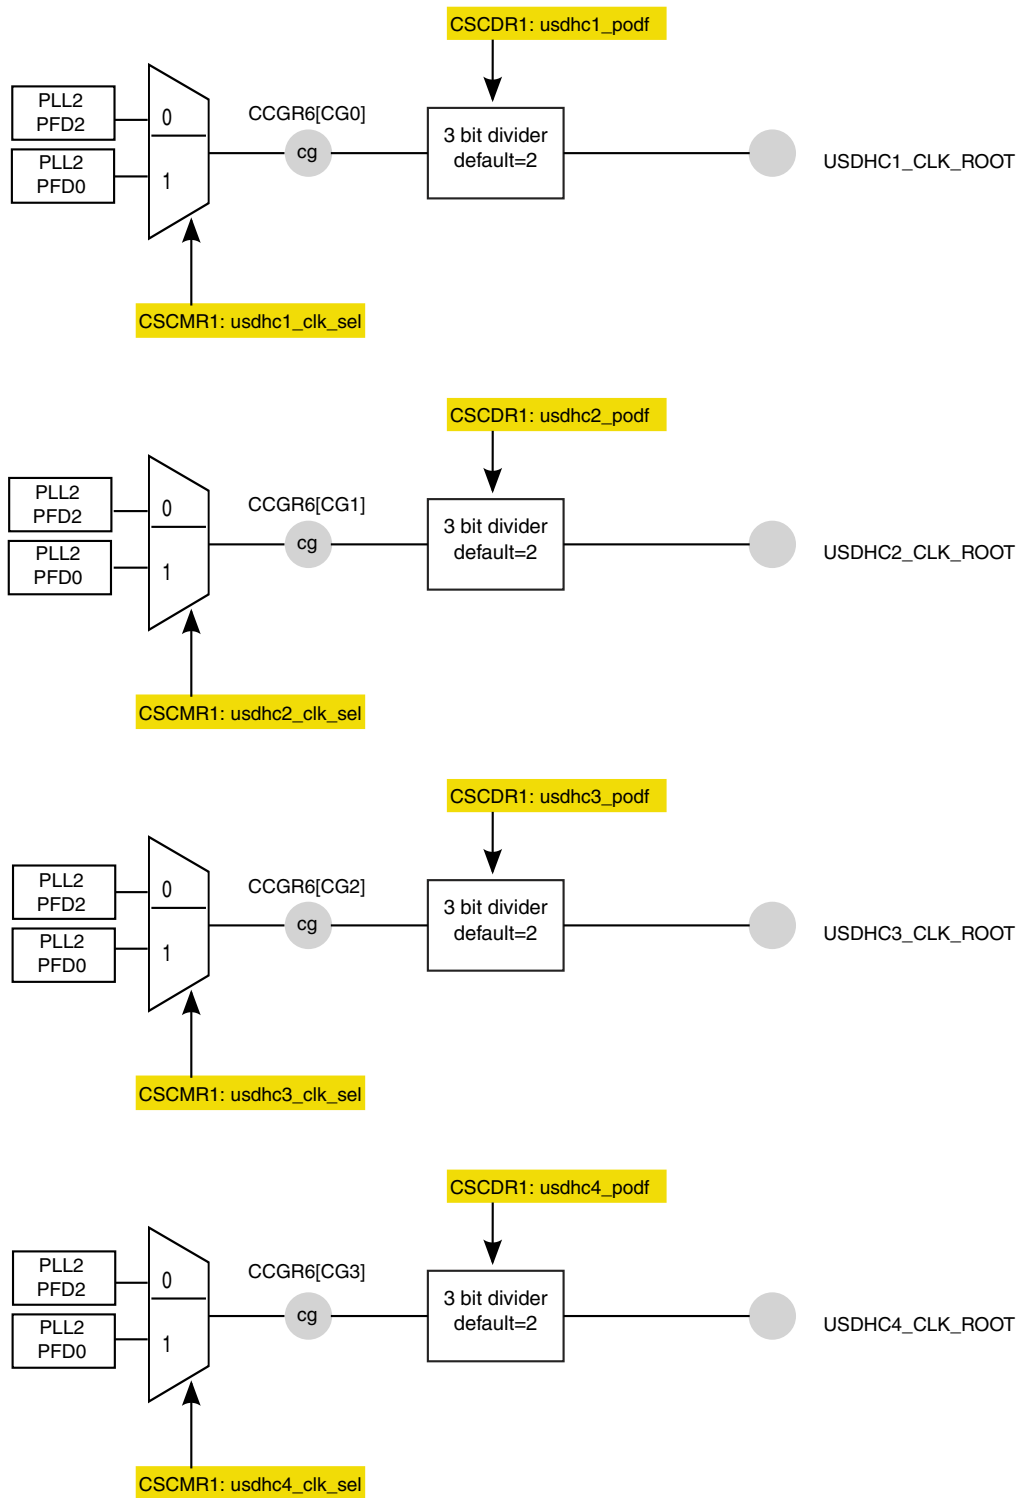 CSCDR1: usdhc1_podf
PLL2
PFD2
0
CCGR6[CG0]
cg
3 bit divider
default=2
USDHC1_CLK_ROOT
PLL2
PFD0
1
CSCMR1: usdhc1_clk_sel
CSCDR1: usdhc2_podf
PLL2
PFD2
0
CCGR6[CG1]
cg
3 bit divider
default=2
USDHC2_CLK_ROOT
PLL2
PFD0
1
CSCMR1: usdhc2_clk_sel
CSCDR1: usdhc3_podf
PLL2
PFD2
0
CCGR6[CG2]
cg
3 bit divider
default=2
USDHC3_CLK_ROOT
PLL2
PFD0
1
CSCMR1: usdhc3_clk_sel
CSCDR1: usdhc4_podf
PLL2
PFD2
0
CCGR6[CG3]
cg
3 bit divider
default=2
USDHC4_CLK_ROOT
PLL2
PFD0
1
CSCMR1: usdhc4_clk_sel